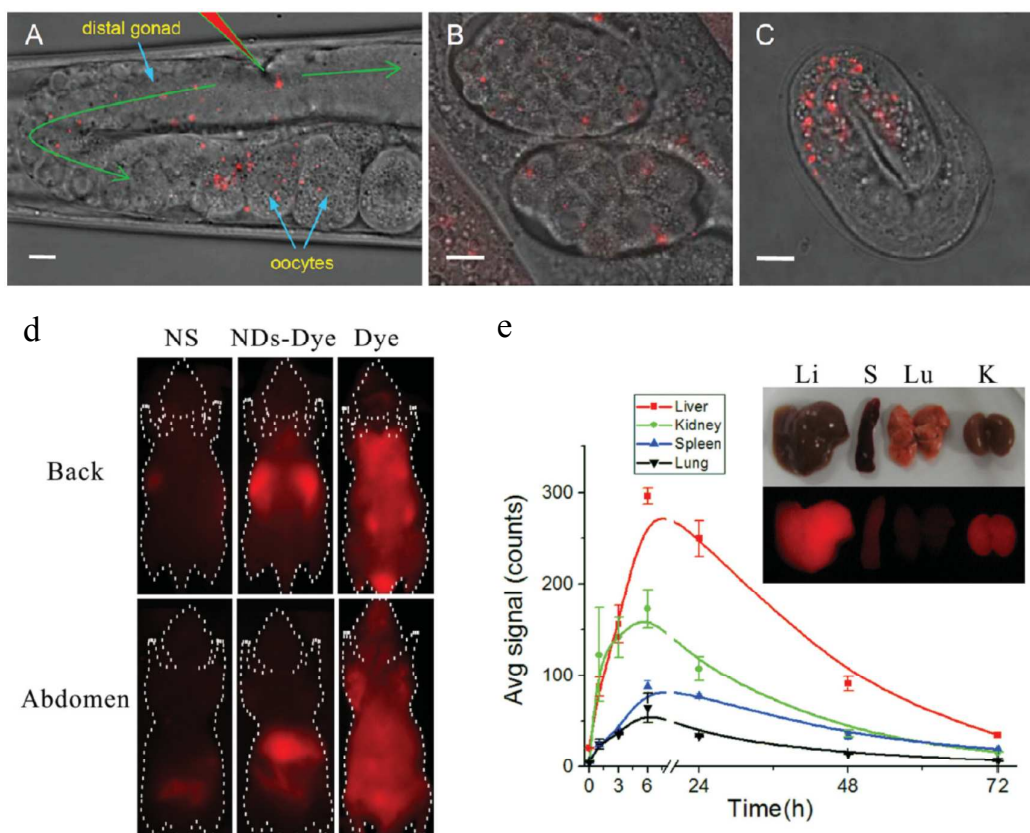 A
distal gonad
oocytes
B
C
d
NS NDs-Dye Dye
Back
Abdomen
e
Li S Lu K
Liver
Kidney
Spleen
Lung
Avg signal (counts)
300
200
100
0
0 3 6 24 48 72
Time(h)